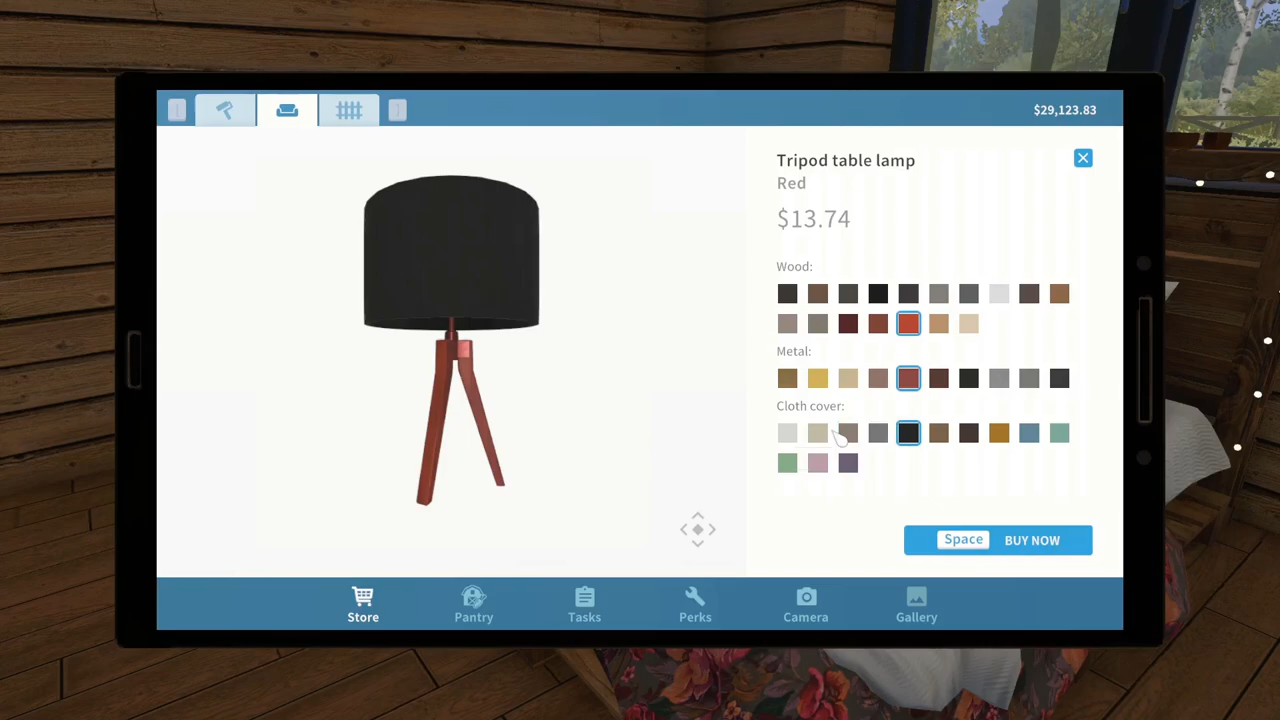 $29,123.83
Tripod table lamp
Red
$13.74
Wood:
Metal:
Cloth cover:
Space BUY NOW
Store Pantry Tasks Perks Camera Gallery